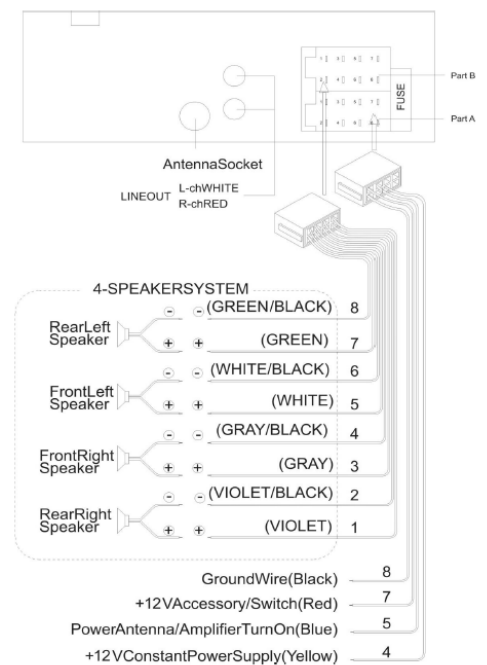 Part B
FUSE
Part A
AntennaSocket
LINEOUT L-chWHITE
R-chRED
4-SPEAKERSYSTEM
(GREEN/BLACK) 8
RearLeft
Speaker
(GREEN) 7
(WHITE/BLACK) 6
FrontLeft
Speaker
(WHITE) 5
(GRAY/BLACK) 4
FrontRight
Speaker
(GRAY) 3
(VIOLET/BLACK) 2
RearRight
Speaker
(VIOLET) 1
GroundWire(Black) 8
+12VAccessory/Switch(Red) 7
PowerAntenna/AmplifierTurnOn(Blue) 5
+12VConstantPowerSupply(Yellow) 4